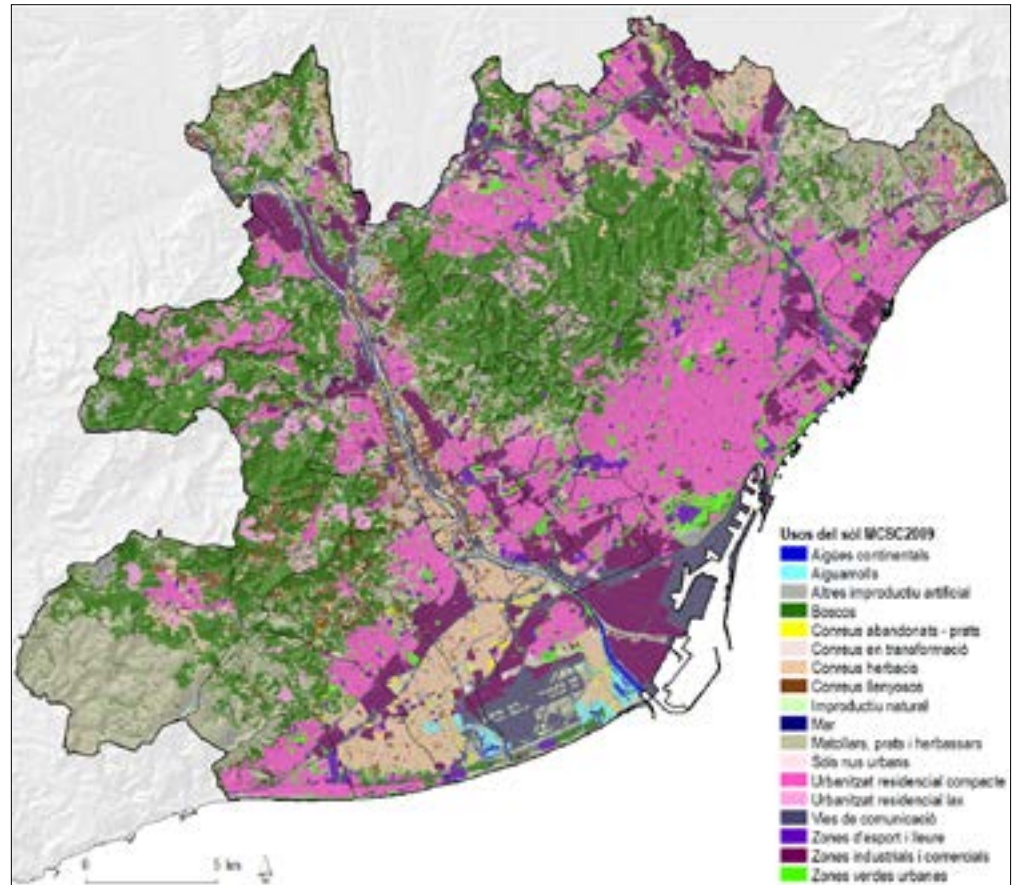 Usos del sòl MCSC2009
Aigües continentals
Aiguamolls
Altres improductiu artificial
Boscos
Conreus abandonats - prats
Conreus en transformació
Conreus herbacis
Conreus llenyosos
Improductiu natural
Mar
Matollars, prats i herbassars
Sòls nus urbans
Urbanitzat residencial compacte
Urbanitzat residencial lax
Vies de comunicació
Zones d'esport i lleure
Zones industrials i comercials
Zones verdes urbanes
0 5 km